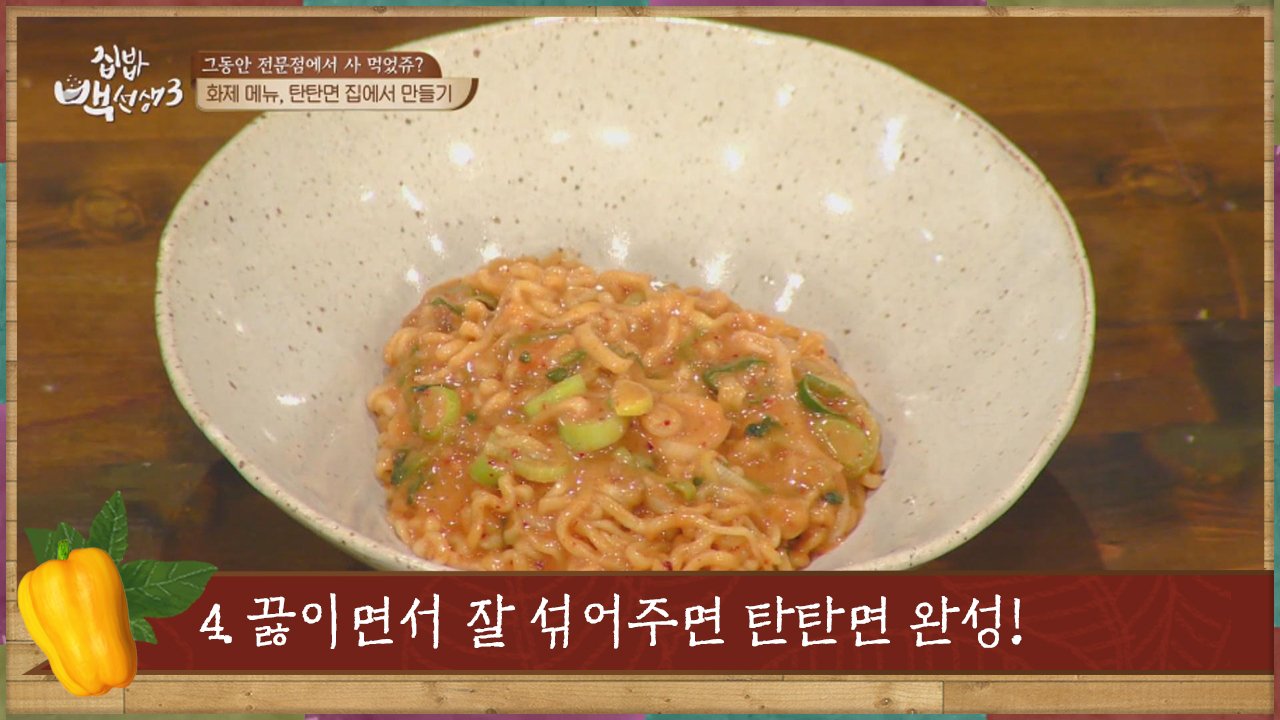 집밥
백선생3
그동안 전문점에서 사 먹었쥬?
화제 메뉴, 탄탄면 집에서 만들기
4. 끓이면서 잘 섞어주면 탄탄면 완성!